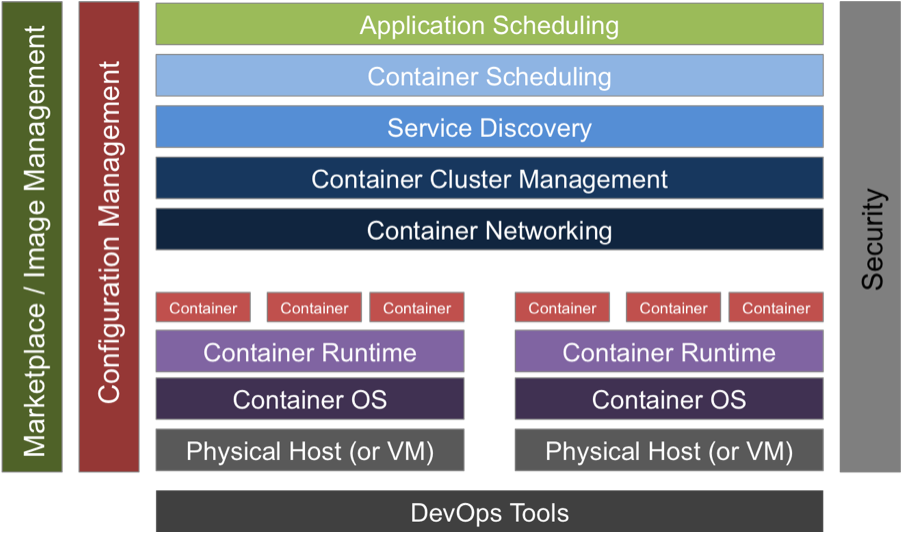 Marketplace / Image Management
Configuration Management
Application Scheduling
Container Scheduling
Service Discovery
Container Cluster Management
Container Networking
Container
Container
Container
Container Runtime
Container OS
Physical Host (or VM)
Container
Container
Container
Container Runtime
Container OS
Physical Host (or VM)
DevOps Tools
Security